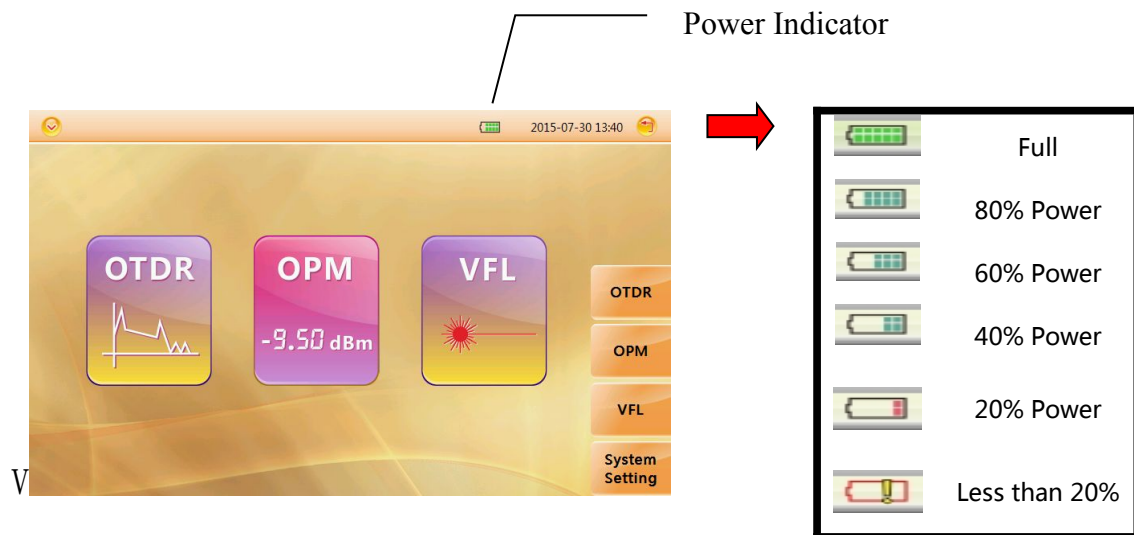 Power Indicator
2015-07-30 13:40
OTDR
OPM
-9.50 dBm
VFL
OTDR
OPM
VFL
System
Setting
V
Full
80% Power
60% Power
40% Power
20% Power
Less than 20%